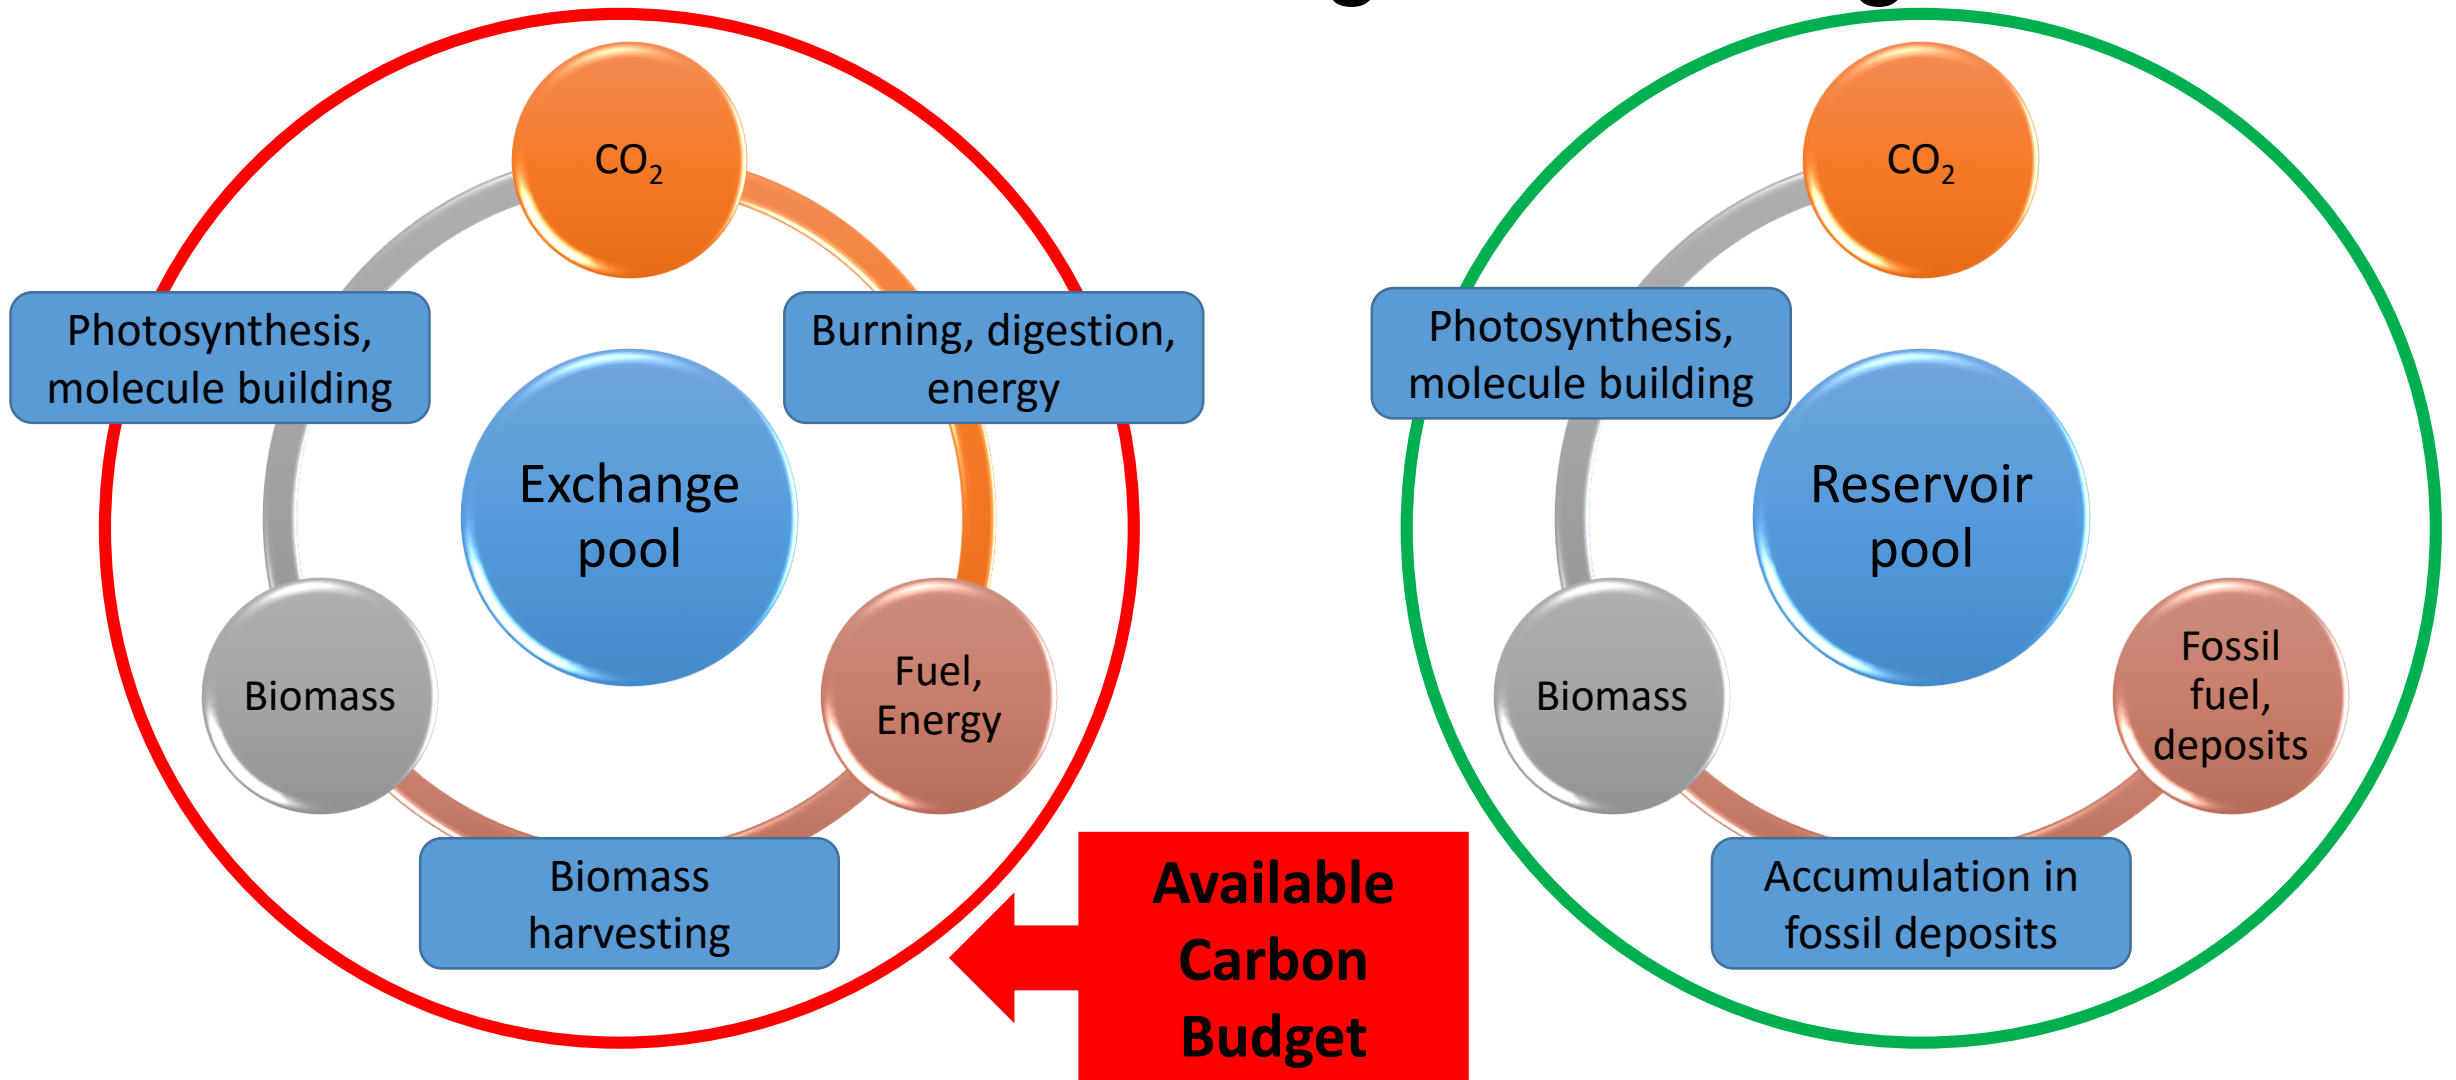 CO₂
Photosynthesis,
molecule building
Burning, digestion,
energy
Exchange
pool
Biomass
Fuel,
Energy
Biomass
harvesting
Available
Carbon
Budget
CO₂
Photosynthesis,
molecule building
Reservoir
pool
Biomass
Fossil
fuel,
deposits
Accumulation in
fossil deposits